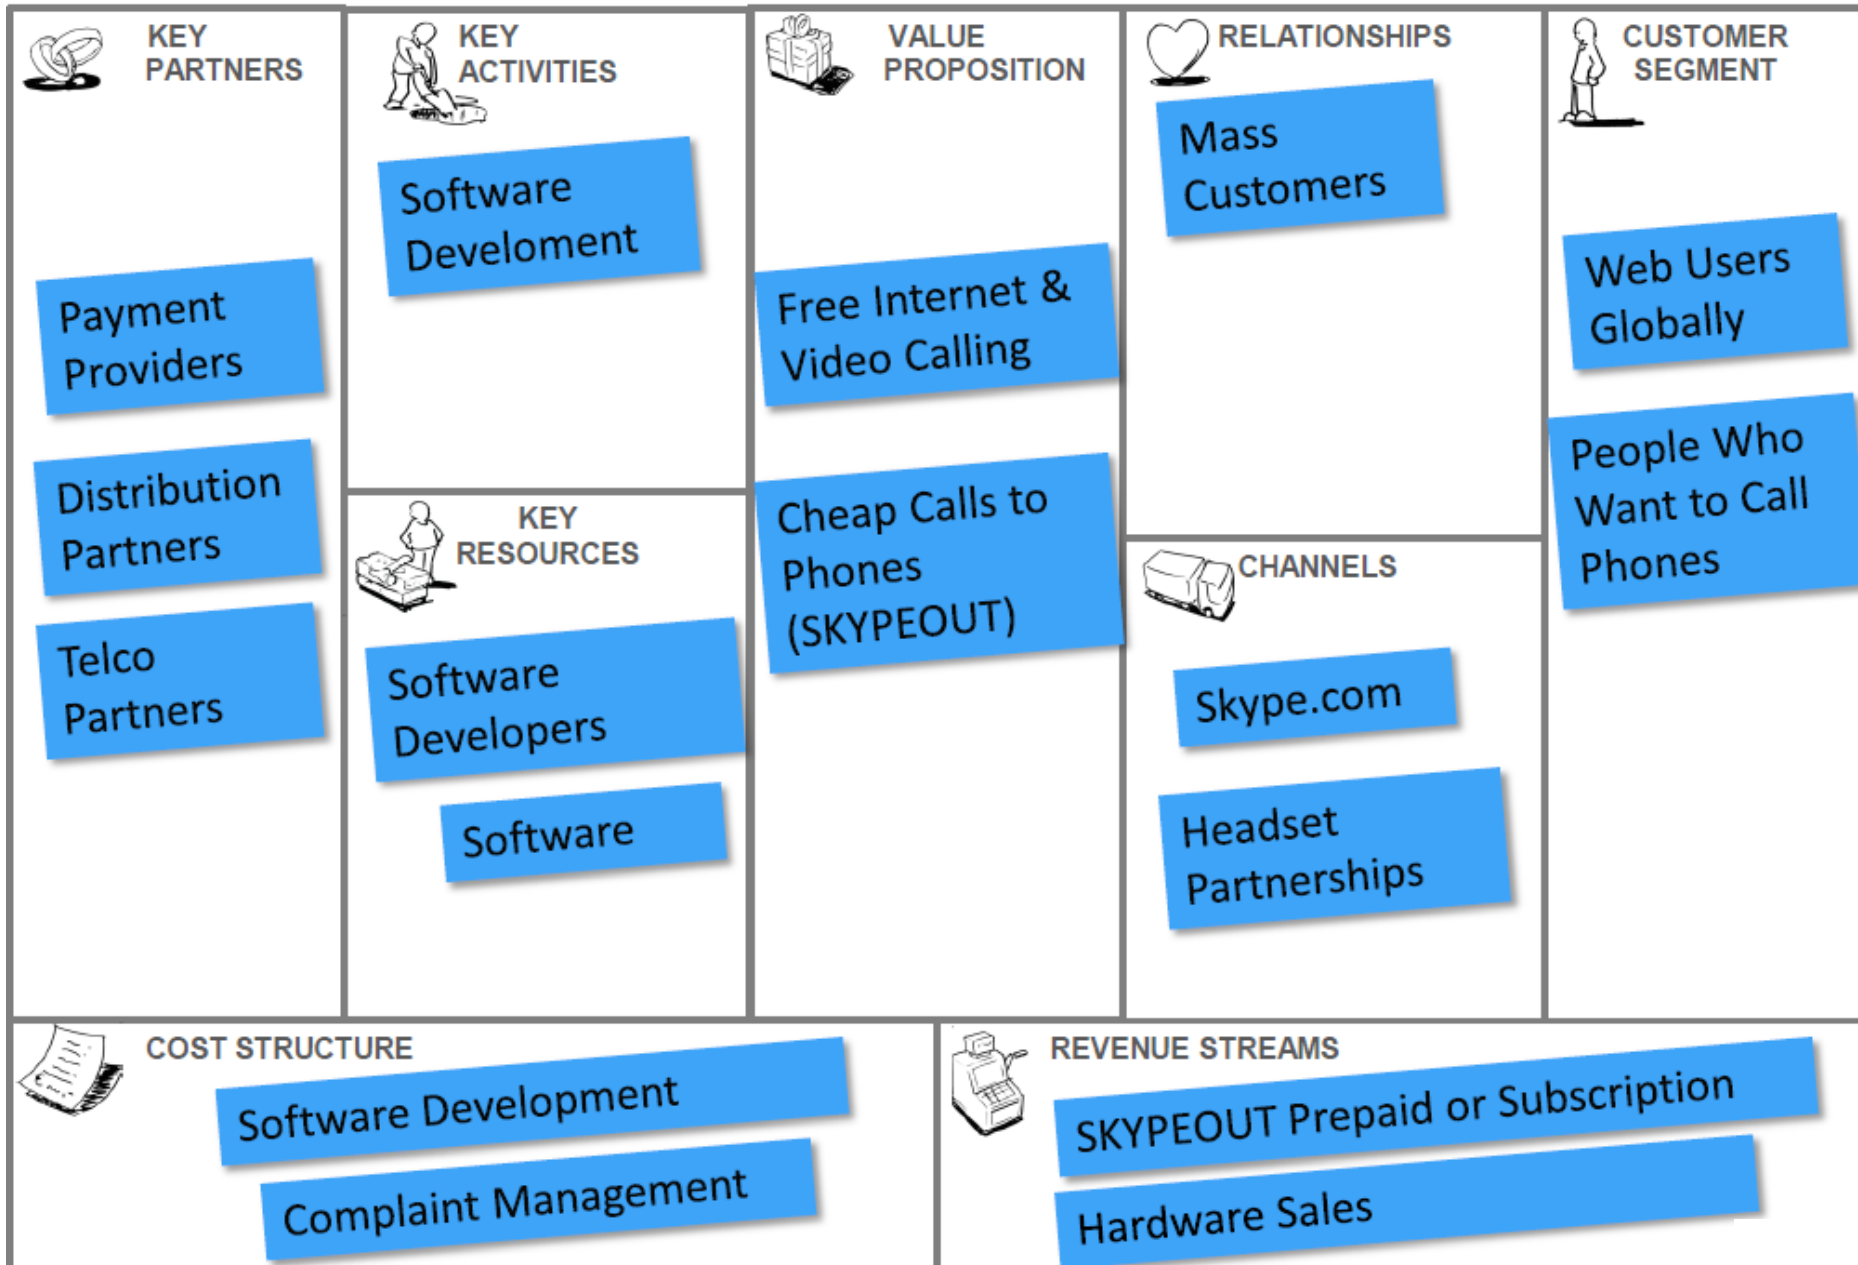 KEY
PARTNERS
Payment
Providers
Distribution
Partners
Telco
Partners
KEY
ACTIVITIES
Software
Develoment
KEY
RESOURCES
Software
Developers
Software
VALUE
PROPOSITION
Free Internet &
Video Calling
Cheap Calls to
Phones
(SKYPEOUT)
RELATIONSHIPS
Mass
Customers
CHANNELS
Skype.com
Headset
Partnerships
CUSTOMER
SEGMENT
Web Users
Globally
People Who
Want to Call
Phones
COST STRUCTURE
Software Development
Complaint Management
REVENUE STREAMS
SKYPEOUT Prepaid or Subscription
Hardware Sales